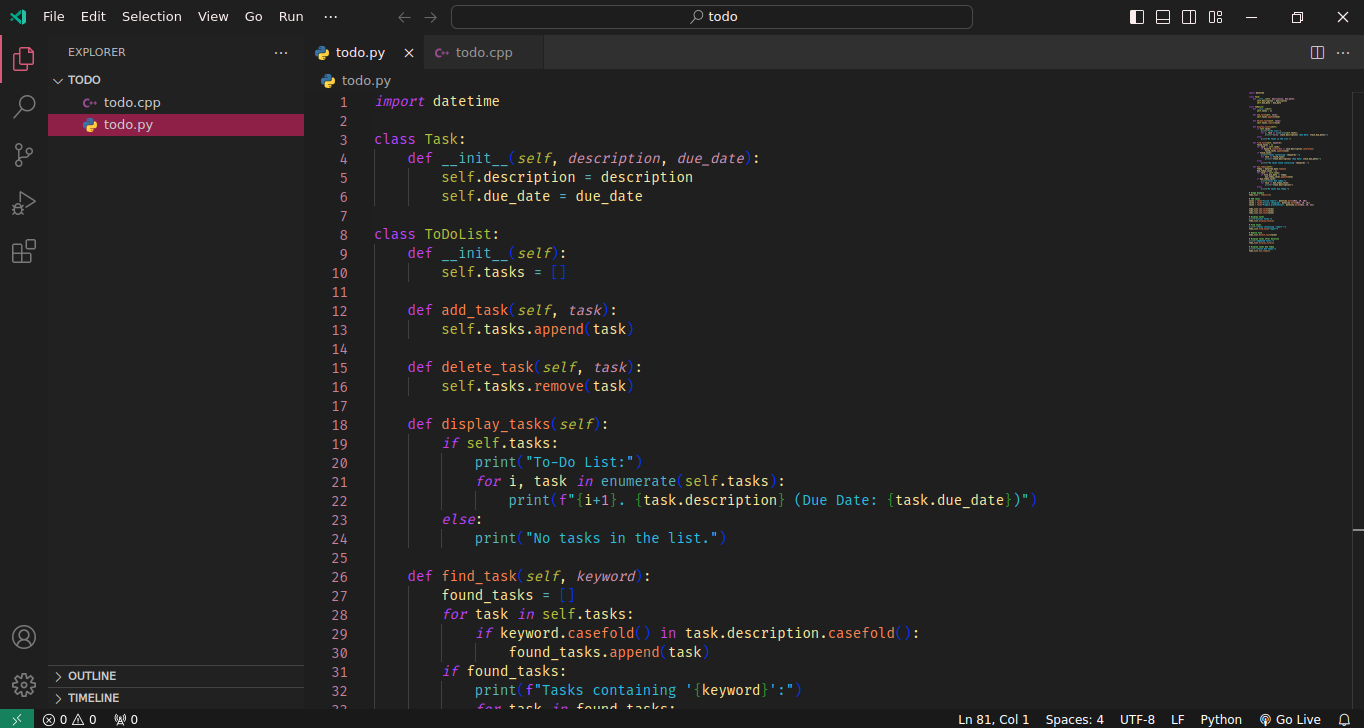 File Edit Selection View Go Run ···
todo
EXPLORER ···
TODO
todo.cpp
todo.py
OUTLINE
TIMELINE
todo.py
todo.cpp
todo.py
1 import datetime
2
3 class Task:
4 def __init__(self, description, due_date):
5 self.description = description
6 self.due_date = due_date
7
8 class ToDoList:
9 def __init__(self):
10 self.tasks = []
11
12 def add_task(self, task):
13 self.tasks.append(task)
14
15 def delete_task(self, task):
16 self.tasks.remove(task)
17
18 def display_tasks(self):
19 if self.tasks:
20 print("To-Do List:")
21 for i, task in enumerate(self.tasks):
22 print(f"{i+1}. {task.description} (Due Date: {task.due_date})")
23 else:
24 print("No tasks in the list.")
25
26 def find_task(self, keyword):
27 found_tasks = []
28 for task in self.tasks:
29 if keyword.casefold() in task.description.casefold():
30 found_tasks.append(task)
31 if found_tasks:
32 print(f"Tasks containing '{keyword}':")
33 for task in found_tasks:
0 0 0 Ln 81, Col 1 Spaces: 4 UTF-8 LF Python Go Live